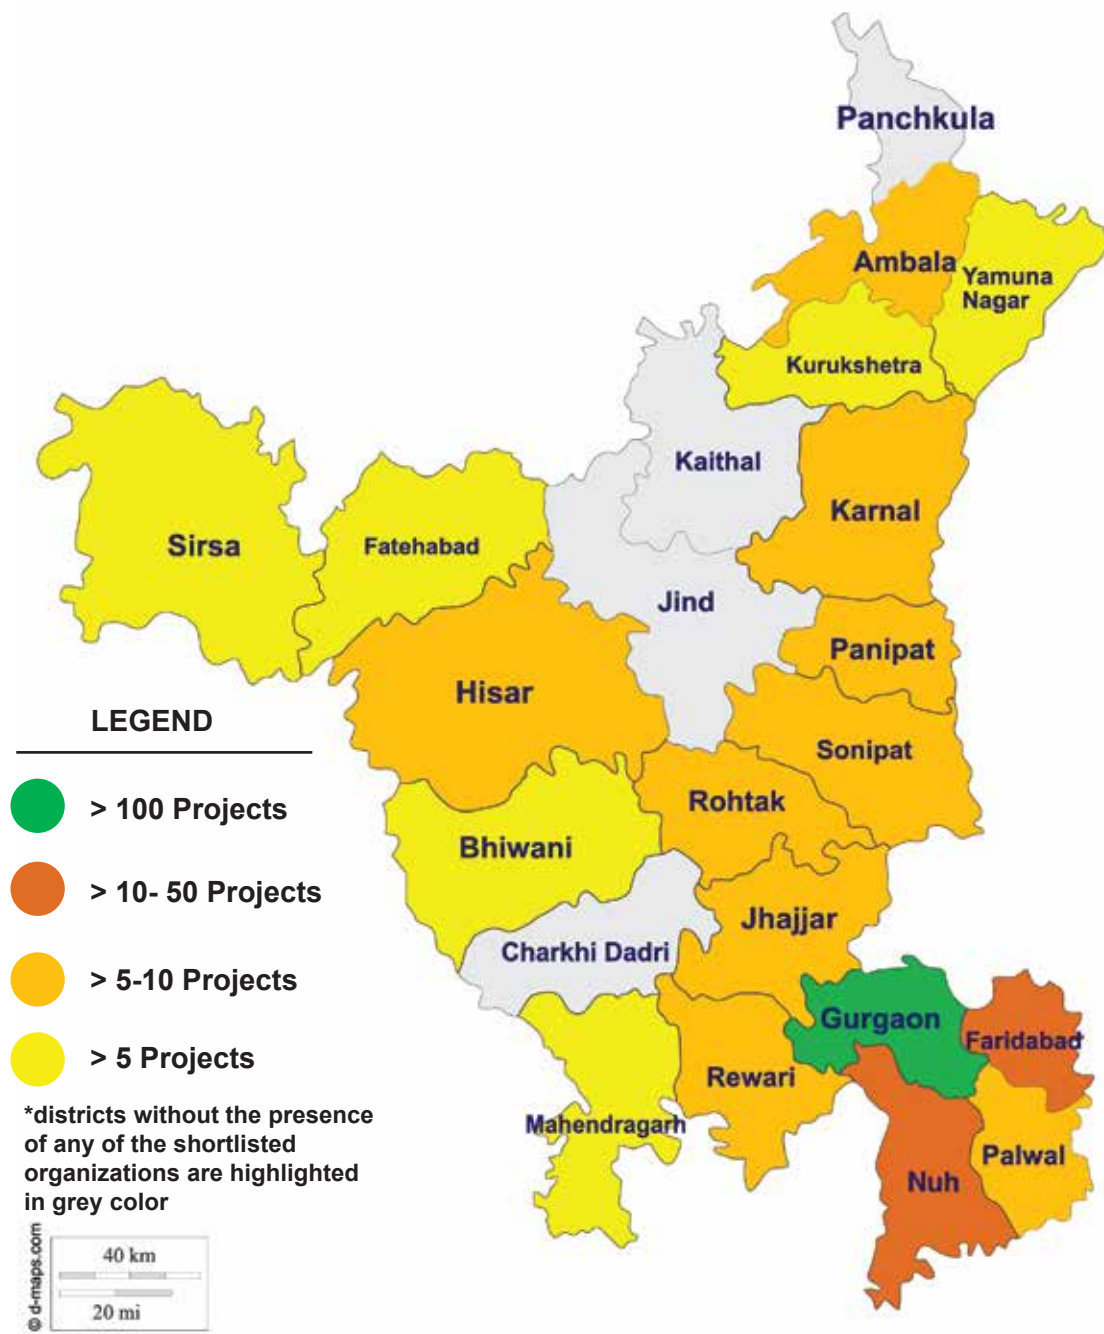 Panchkula
Ambala
Yamuna
Nagar
Kurukshetra
Kaithal
Karnal
Sirsa
Fatehabad
Jind
Panipat
Hisar
Sonipat
Rohtak
Bhiwani
Jhajjar
Charkhi Dadri
Gurgaon
Faridabad
Rewari
Mahendragarh
Palwal
Nuh
LEGEND
> 100 Projects
> 10- 50 Projects
> 5-10 Projects
> 5 Projects
*districts without the presence
of any of the shortlisted
organizations are highlighted
in grey color
© d-maps.com
40 km
20 mi